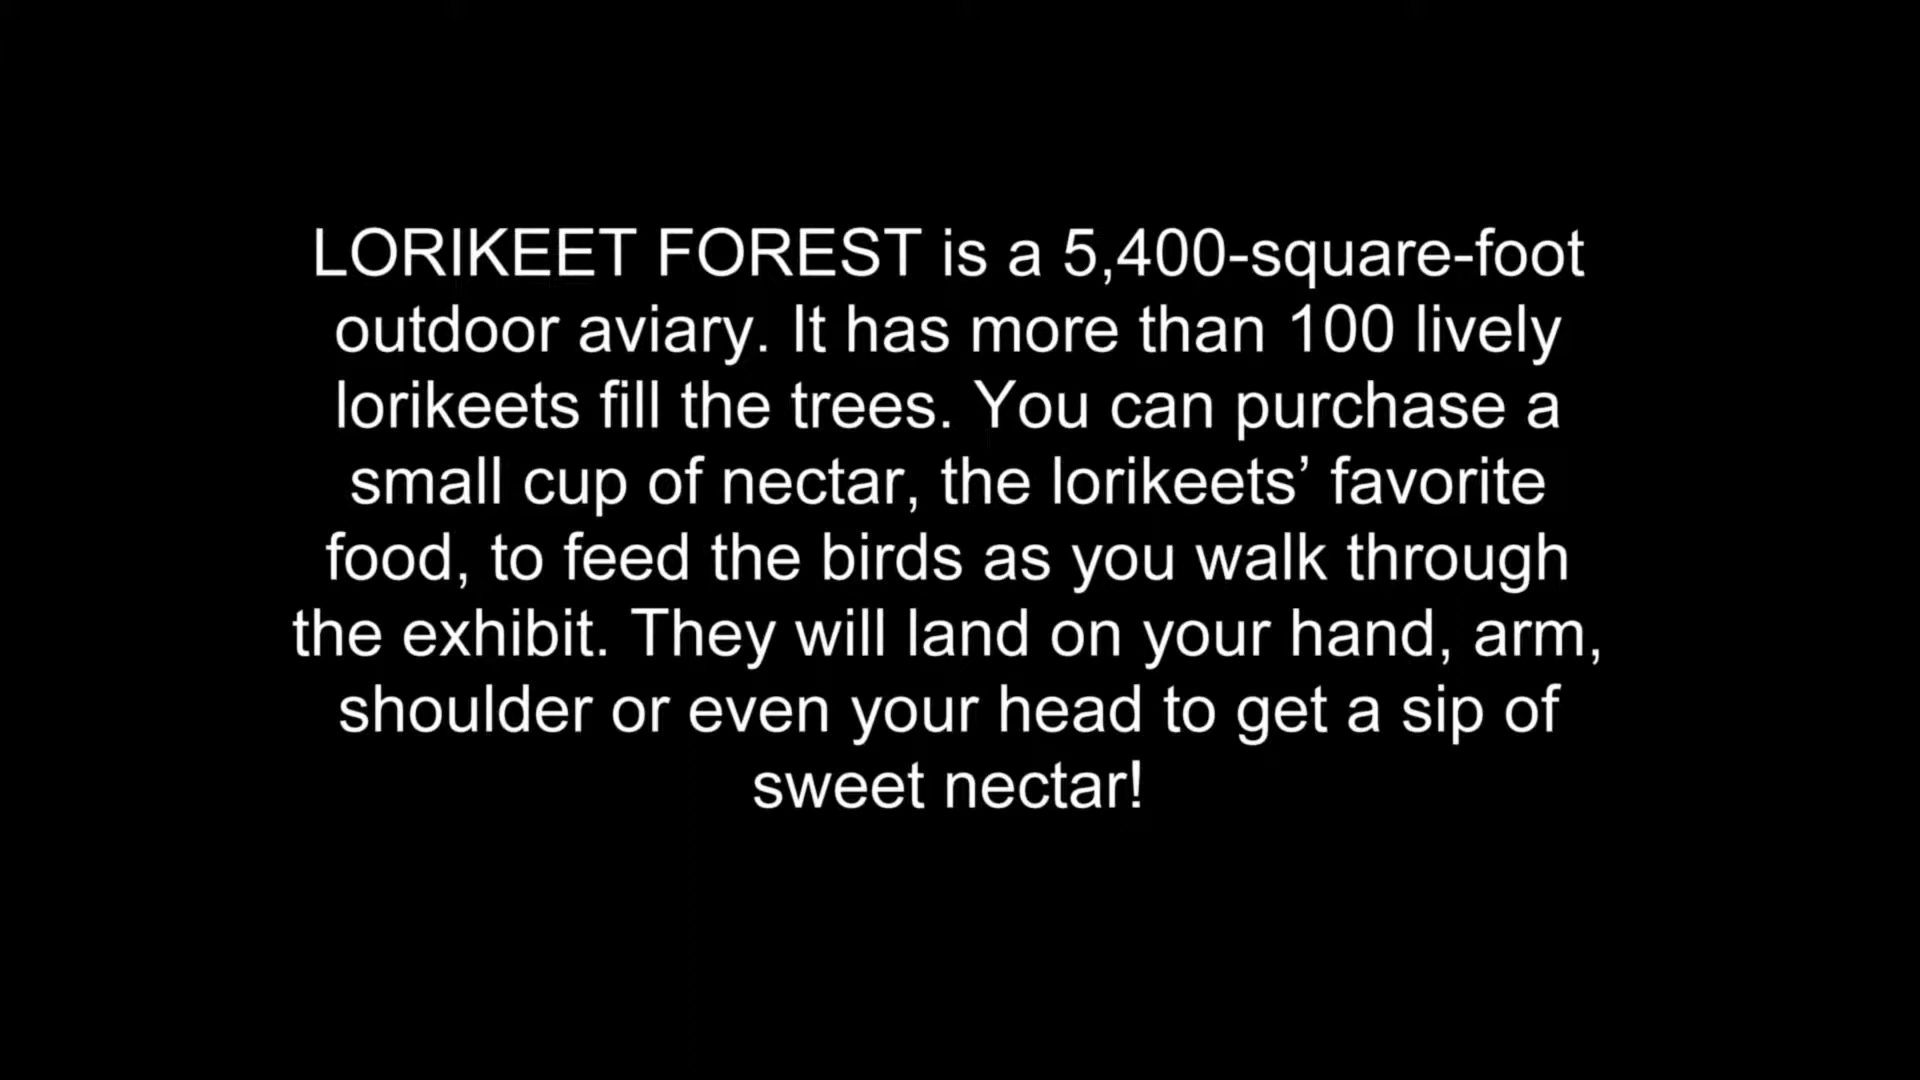 LORIKEET FOREST is a 5,400-square-foot
outdoor aviary. It has more than 100 lively
lorikeets fill the trees. You can purchase a
small cup of nectar, the lorikeets’ favorite
food, to feed the birds as you walk through
the exhibit. They will land on your hand, arm,
shoulder or even your head to get a sip of
sweet nectar!